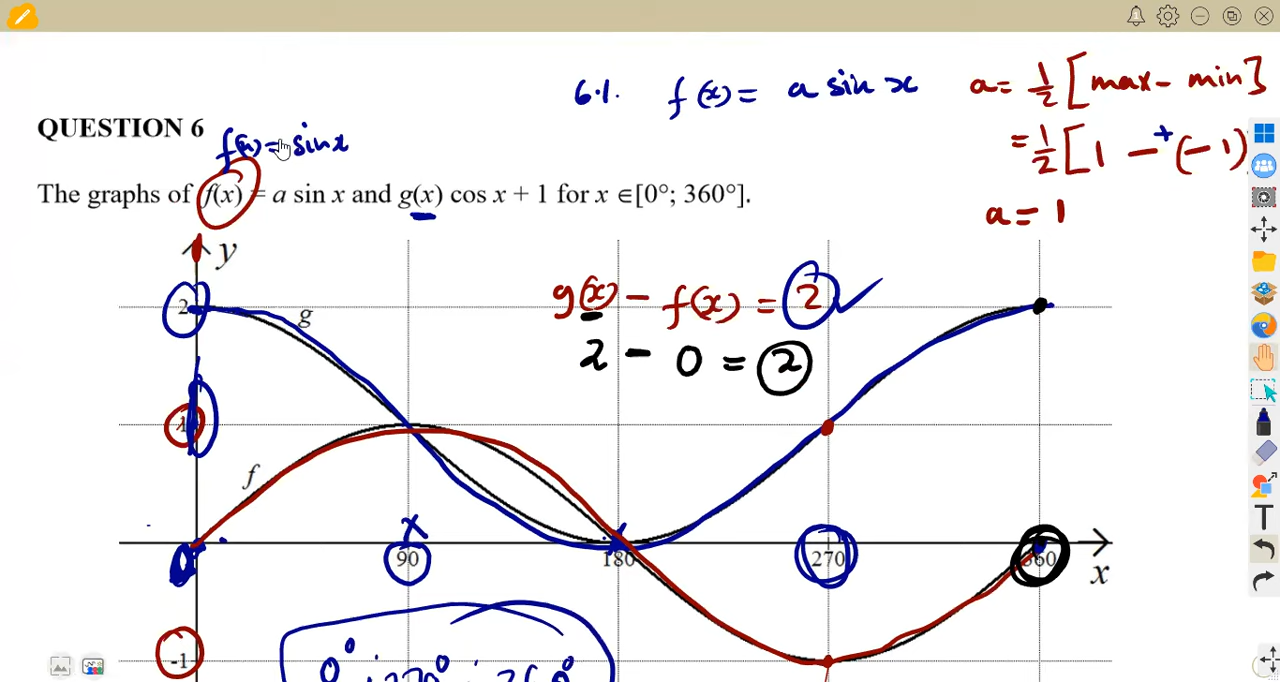 6.1. f(x) = a sin x
a = 1/2 [max - min]
QUESTION 6
f(x) = sin x
= 1/2 [1 - + (-1)
The graphs of f(x) = a sin x and g(x) cos x + 1 for x ∈[0°; 360°].
a = 1
y
2
g
g(x) - f(x) = 2 ✓
2 - 0 = 2
1
f
x
0
90
180
270
360
x
-1
0° ; 270° ; 360°
T